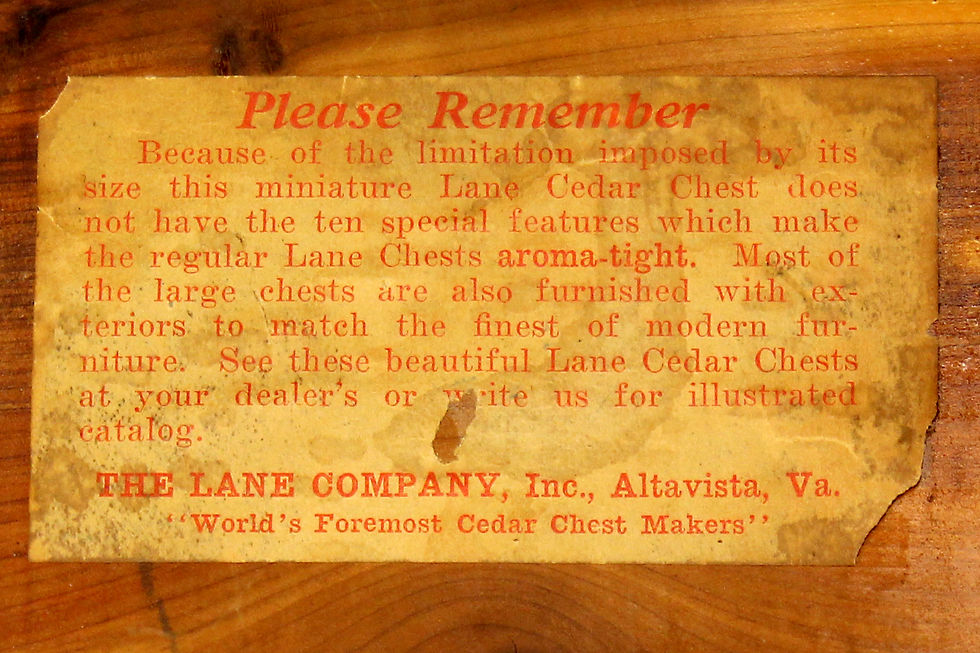 Please Remember
Because of the limitation imposed by its
size this miniature Lane Cedar Chest does
not have the ten special features which make
the regular Lane Chests aroma-tight. Most of
the large chests are also furnished with ex-
teriors to match the finest of modern fur-
niture. See these beautiful Lane Cedar Chests
at your dealer's or write us for illustrated
catalog.
THE LANE COMPANY, Inc., Altavista, Va.
"World's Foremost Cedar Chest Makers"